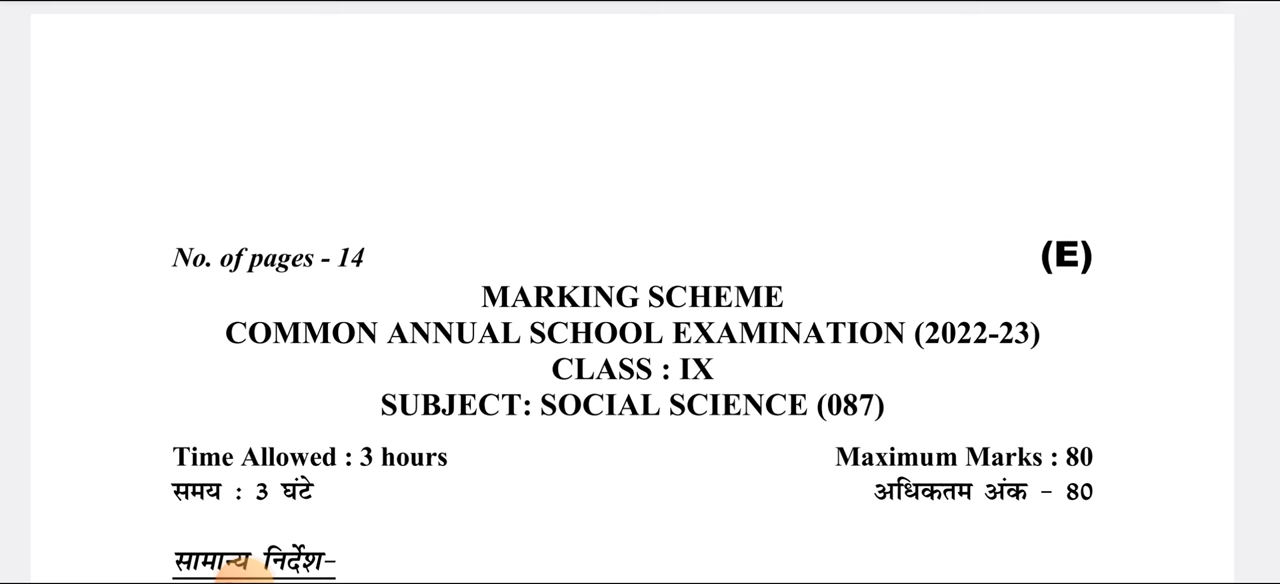 No. of pages - 14 (E)
MARKING SCHEME
COMMON ANNUAL SCHOOL EXAMINATION (2022-23)
CLASS : IX
SUBJECT: SOCIAL SCIENCE (087)
Time Allowed : 3 hours Maximum Marks : 80
समय : 3 घंटे अधिकतम अंक - 80
सामान्य निर्देश-